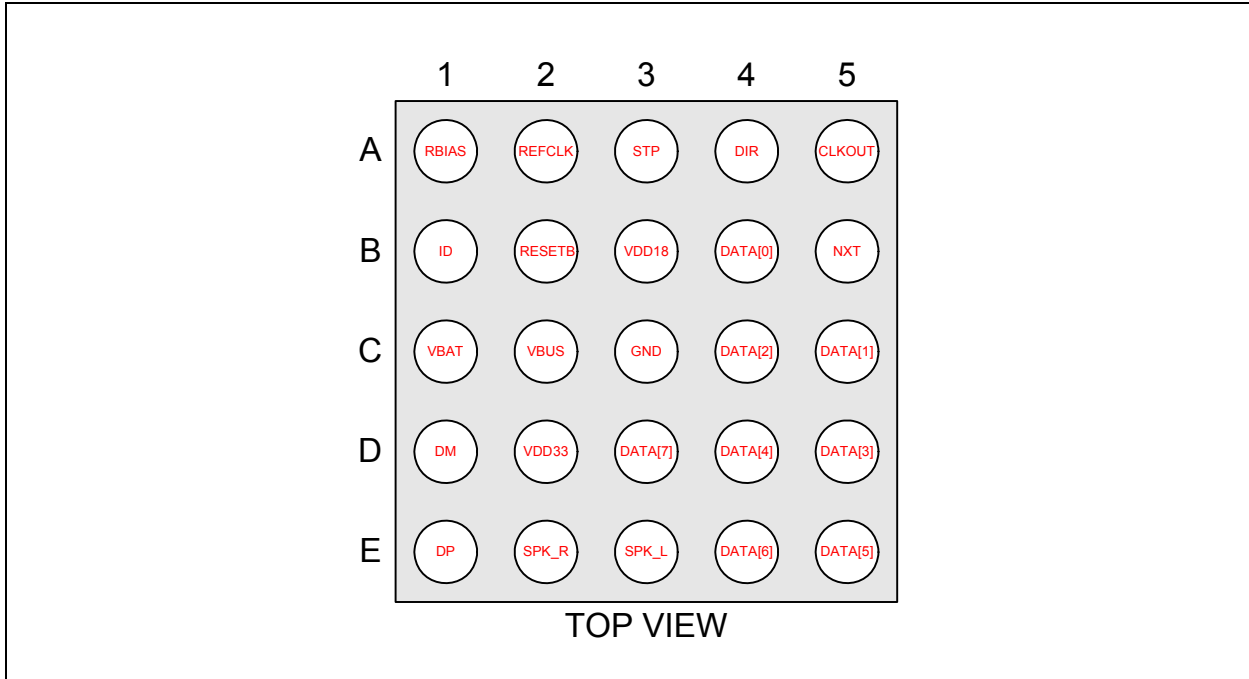 1 2 3 4 5
A RBIAS REFCLK STP DIR CLKOUT
B ID RESETB VDD18 DATA[0] NXT
C VBAT VBUS GND DATA[2] DATA[1]
D DM VDD33 DATA[7] DATA[4] DATA[3]
E DP SPK_R SPK_L DATA[6] DATA[5]
TOP VIEW